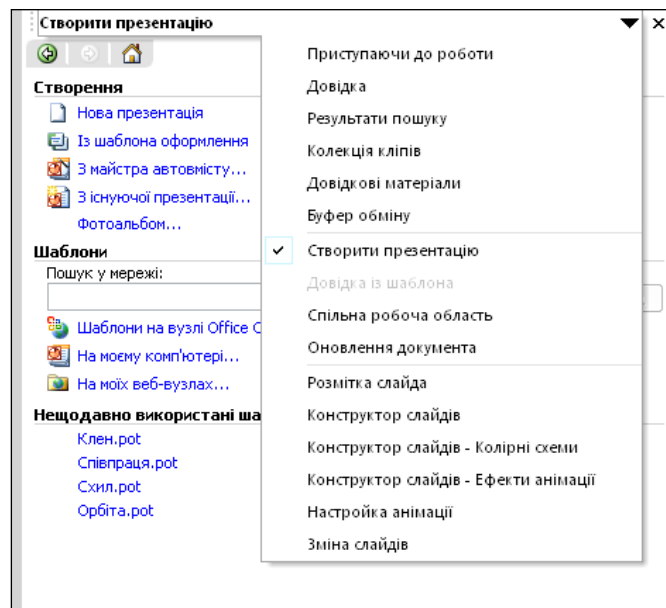 Створити презентацію
Створення
Нова презентація
Із шаблона оформлення
З майстра автовмісту...
З існуючої презентації...
Фотоальбом...
Шаблони
Пошук у мережі:
Шаблони на вузлі Office
На моєму комп'ютері...
На моїх веб-вузлах...
Нещодавно використані
Клен.pot
Співпраця.pot
Схил.pot
Орбіта.pot
Приступаючи до роботи
Довідка
Результати пошуку
Колекція кліпів
Довідкові матеріали
Буфер обміну
Створити презентацію
Довідка із шаблона
Спільна робоча область
Оновлення документа
Розмітка слайда
Конструктор слайдів
Конструктор слайдів - Колірні схеми
Конструктор слайдів - Ефекти анімації
Настройка анімації
Зміна слайдів